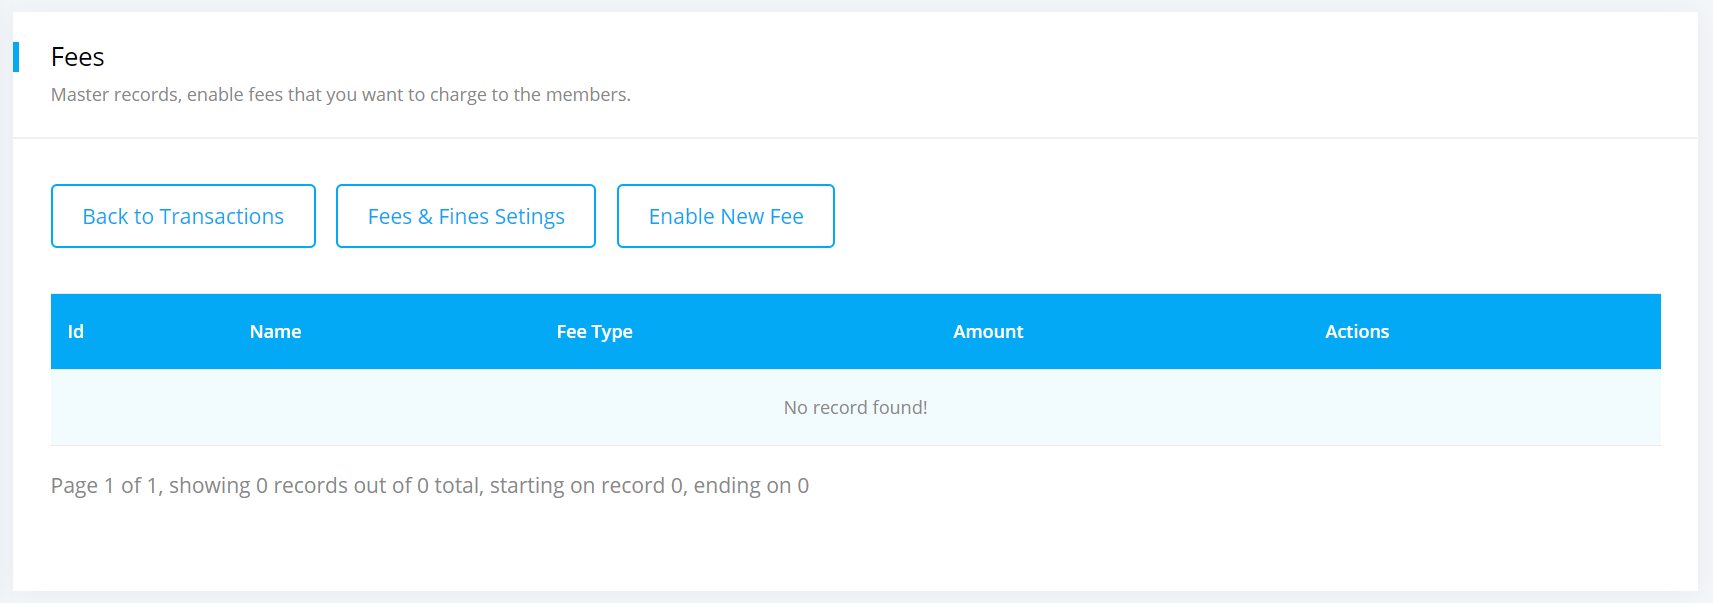 Fees
Master records, enable fees that you want to charge to the members.
Back to Transactions Fees & Fines Setings Enable New Fee
Id Name Fee Type Amount Actions
No record found!
Page 1 of 1, showing 0 records out of 0 total, starting on record 0, ending on 0